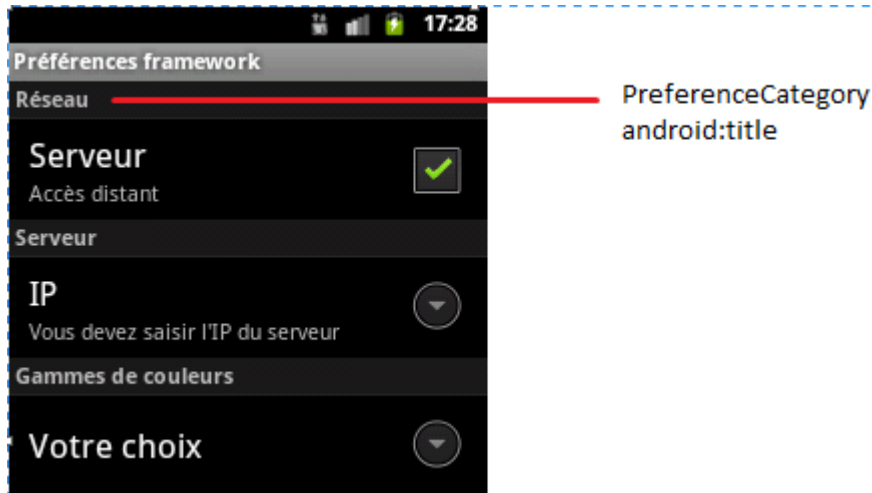 17:28
Préférences framework
Réseau
PreferenceCategory
android:title
Serveur
Accès distant
Serveur
IP
Vous devez saisir l'IP du serveur
Gammes de couleurs
Votre choix